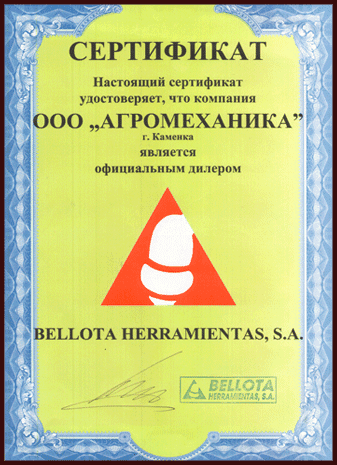 СЕРТИФИКАТ
Настоящий сертификат
удостоверяет, что компания
ООО „АГРОМЕХАНИКА”
г. Каменка
является
официальным дилером
BELLOTA HERRAMIENTAS, S.A.
BELLOTA
HERRAMIENTAS, S.A.